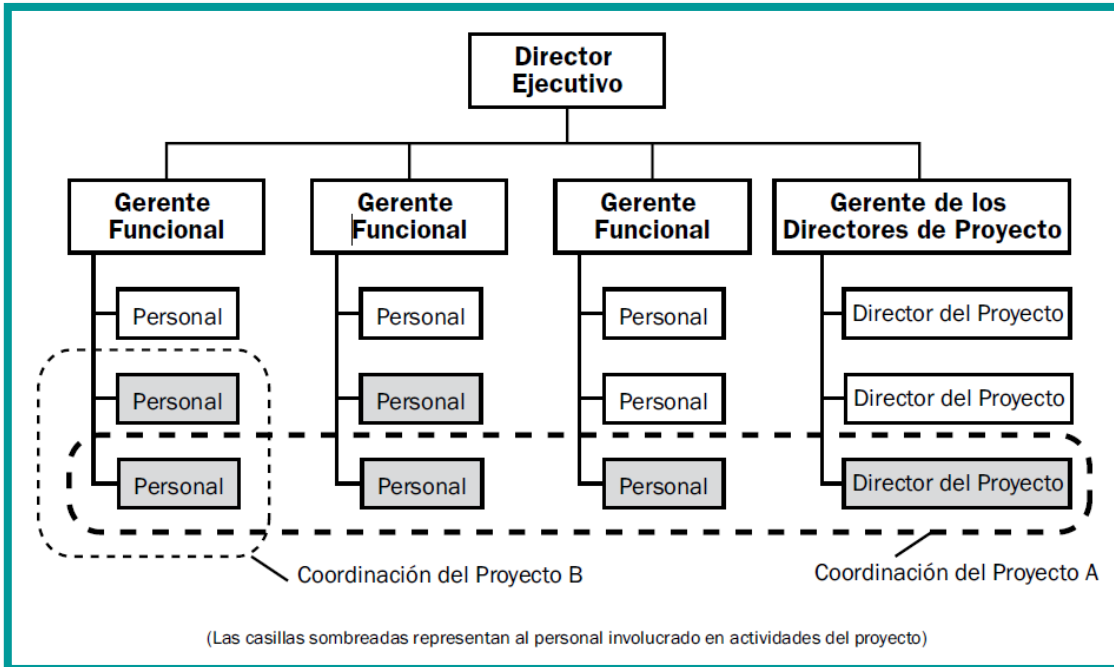 Director
Ejecutivo
Gerente
Funcional
Gerente
Funcional
Gerente
Funcional
Gerente de los
Directores de Proyecto
Personal
Personal
Personal
Director del Proyecto
Personal
Personal
Personal
Director del Proyecto
Personal
Personal
Personal
Director del Proyecto
Coordinación del Proyecto B
Coordinación del Proyecto A
(Las casillas sombreadas representan al personal involucrado en actividades del proyecto)